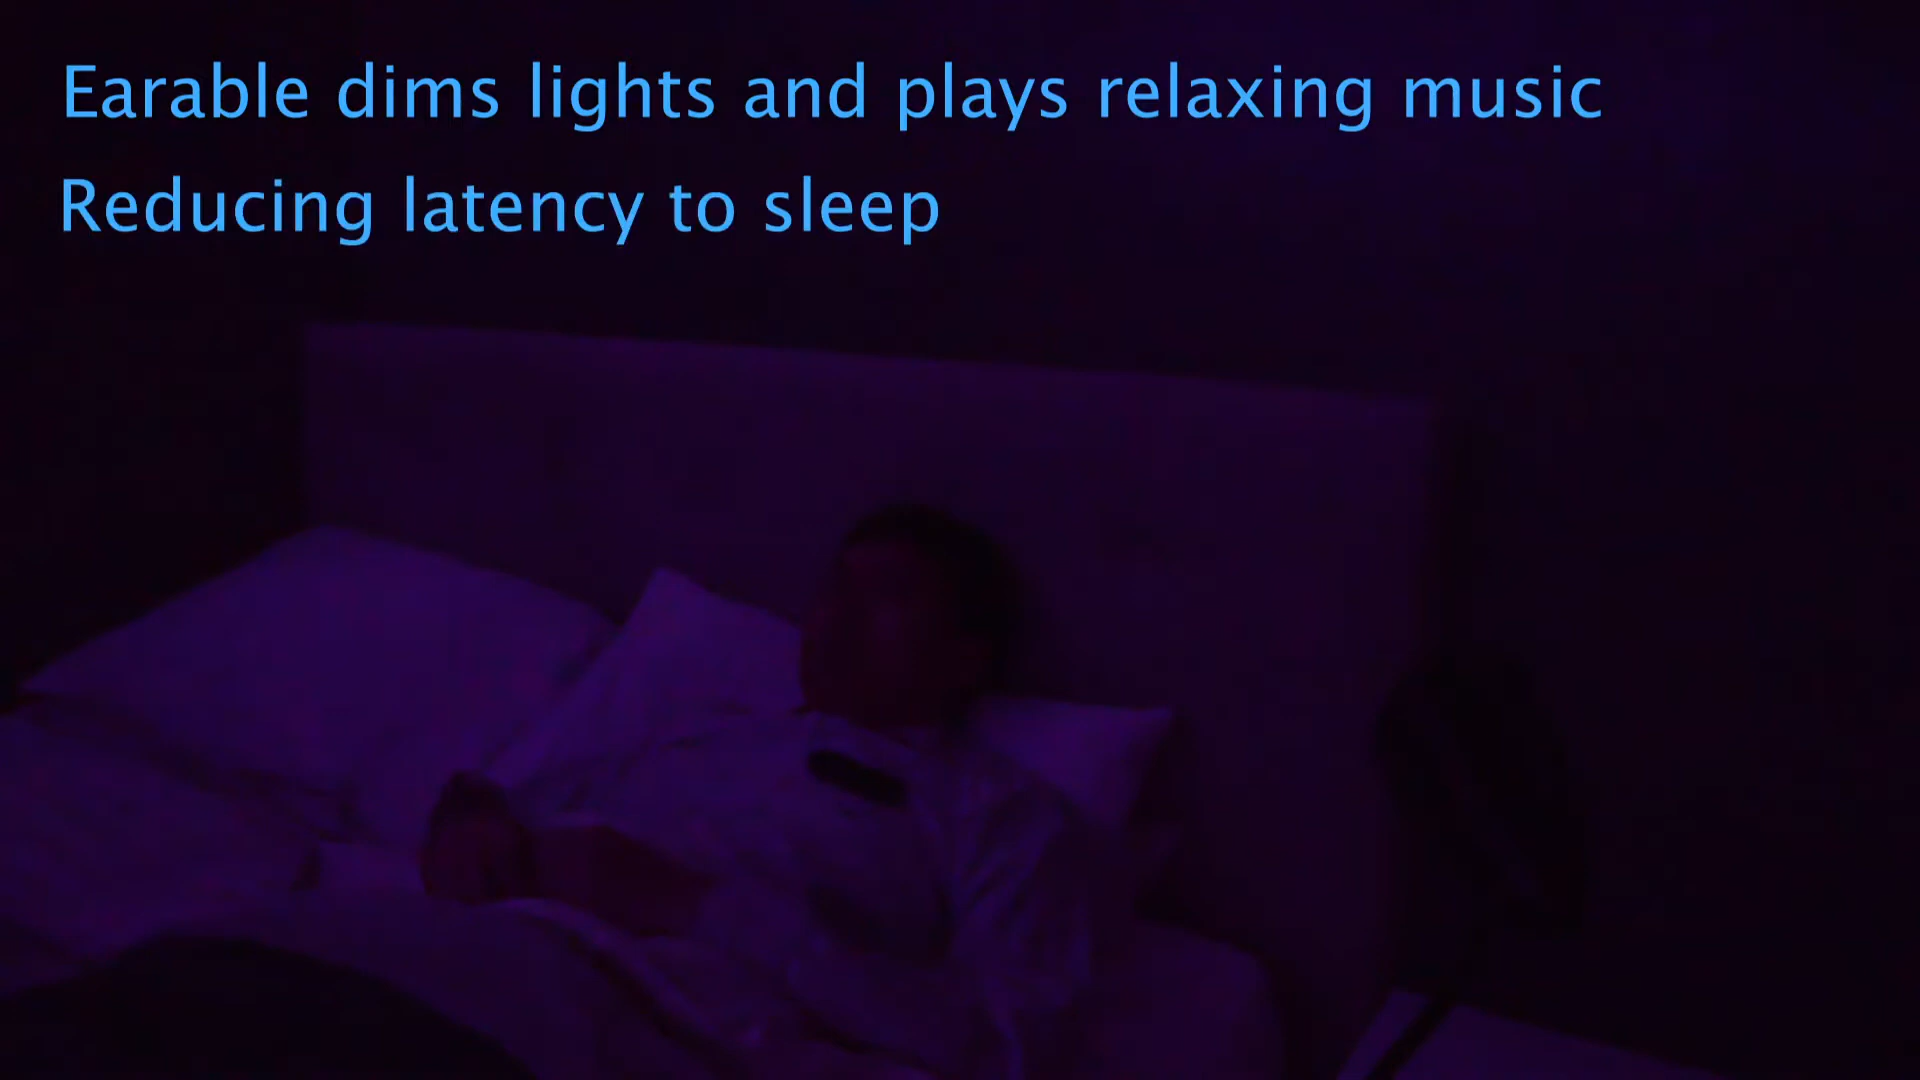 Earable dims lights and plays relaxing music
Reducing latency to sleep